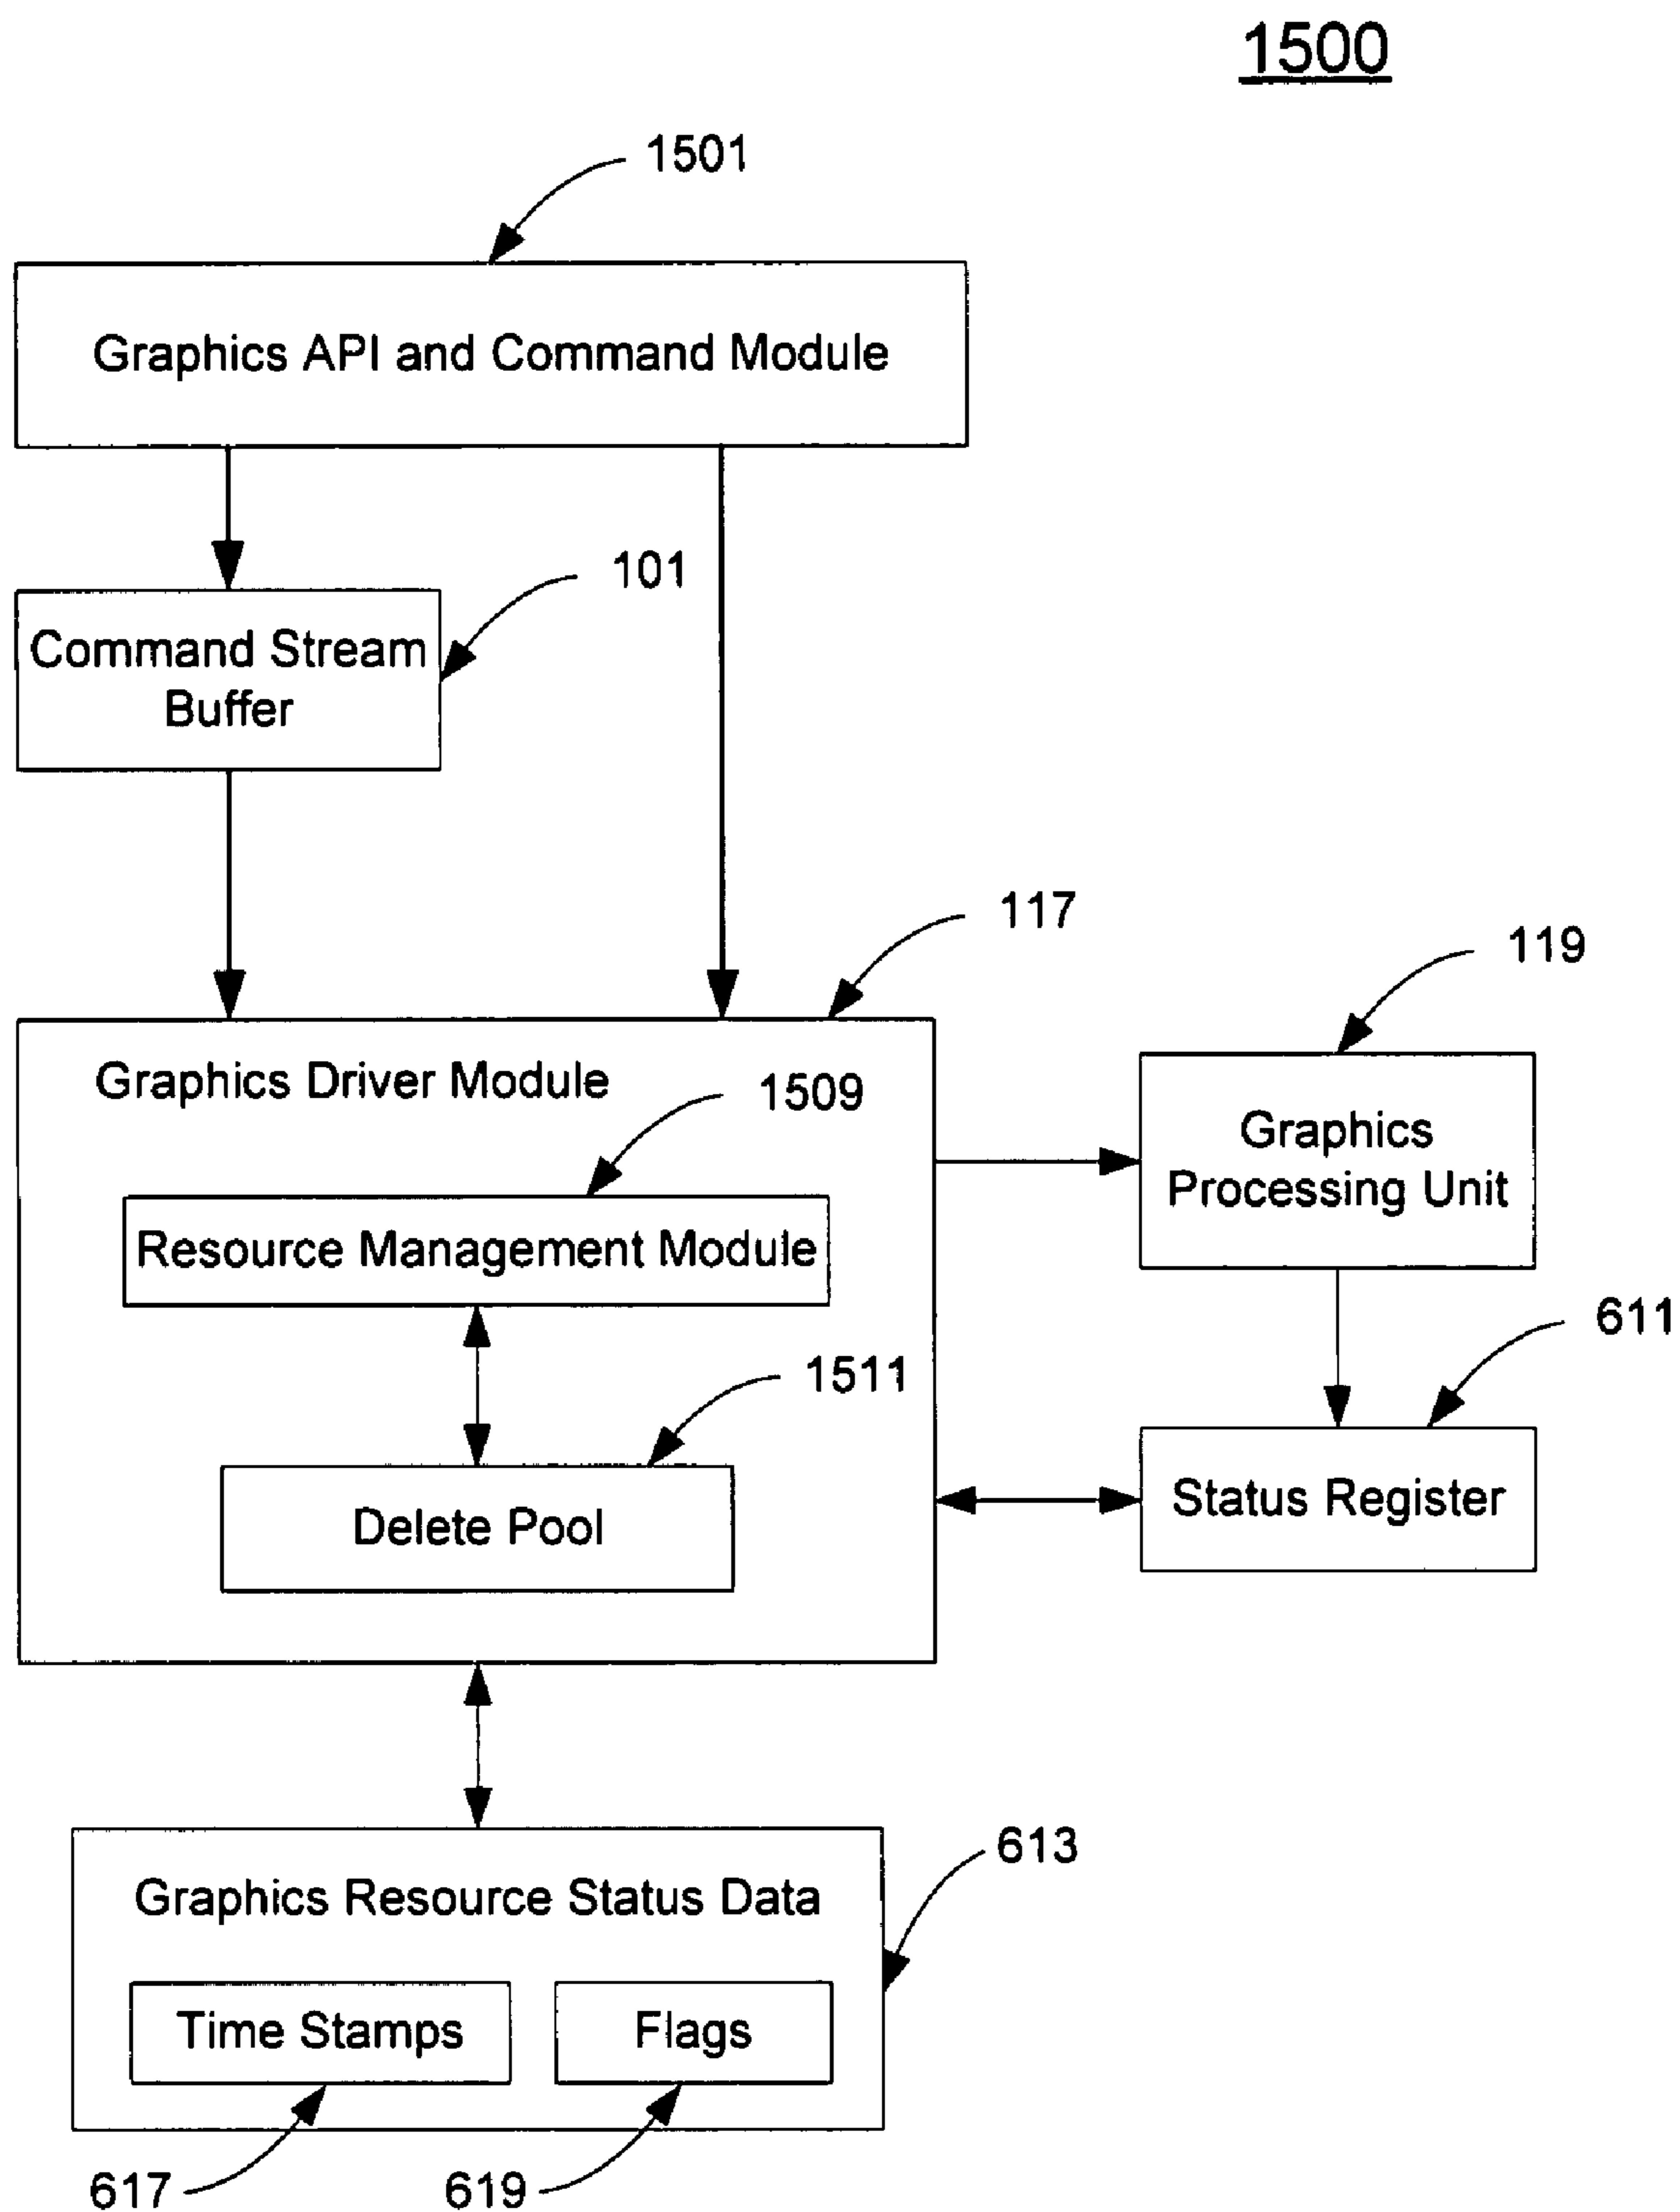 1500
1501
Graphics API and Command Module
101
Command Stream
Buffer
117
119
Graphics Driver Module
1509
Graphics
Processing Unit
Resource Management Module
611
1511
Status Register
Delete Pool
613
Graphics Resource Status Data
Time Stamps
Flags
617
619